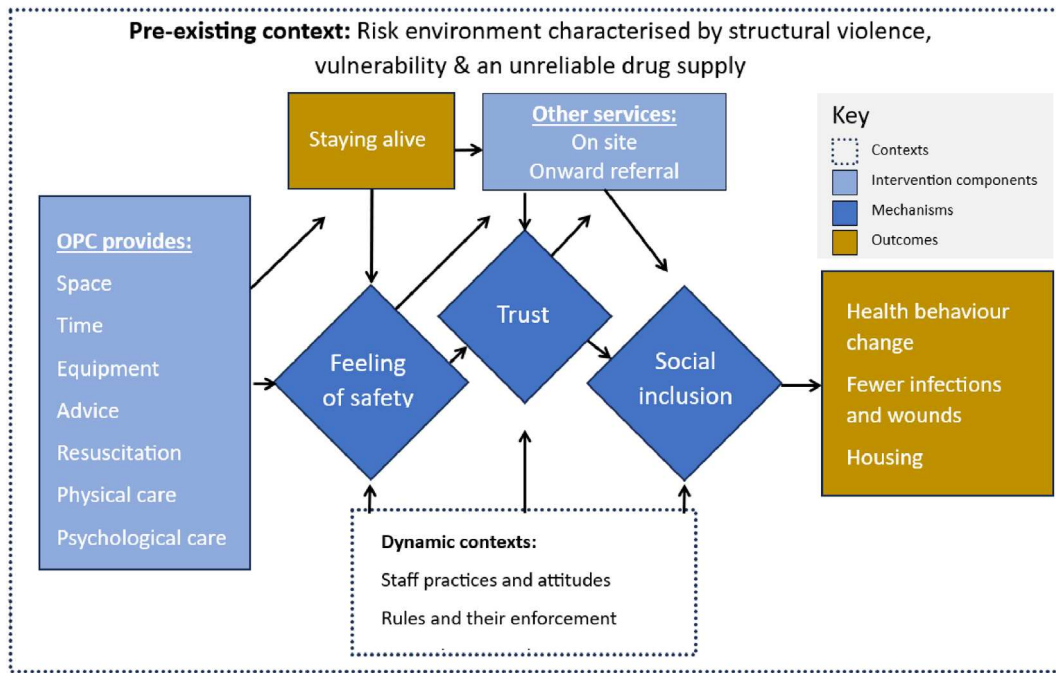 Pre-existing context: Risk environment characterised by structural violence,
vulnerability & an unreliable drug supply
Staying alive
Other services:
On site
Onward referral
Key
Contexts
Intervention components
Mechanisms
Outcomes
OPC provides:
Space
Time
Equipment
Advice
Resuscitation
Physical care
Psychological care
Feeling
of safety
Trust
Social
inclusion
Health behaviour
change
Fewer infections
and wounds
Housing
Dynamic contexts:
Staff practices and attitudes
Rules and their enforcement